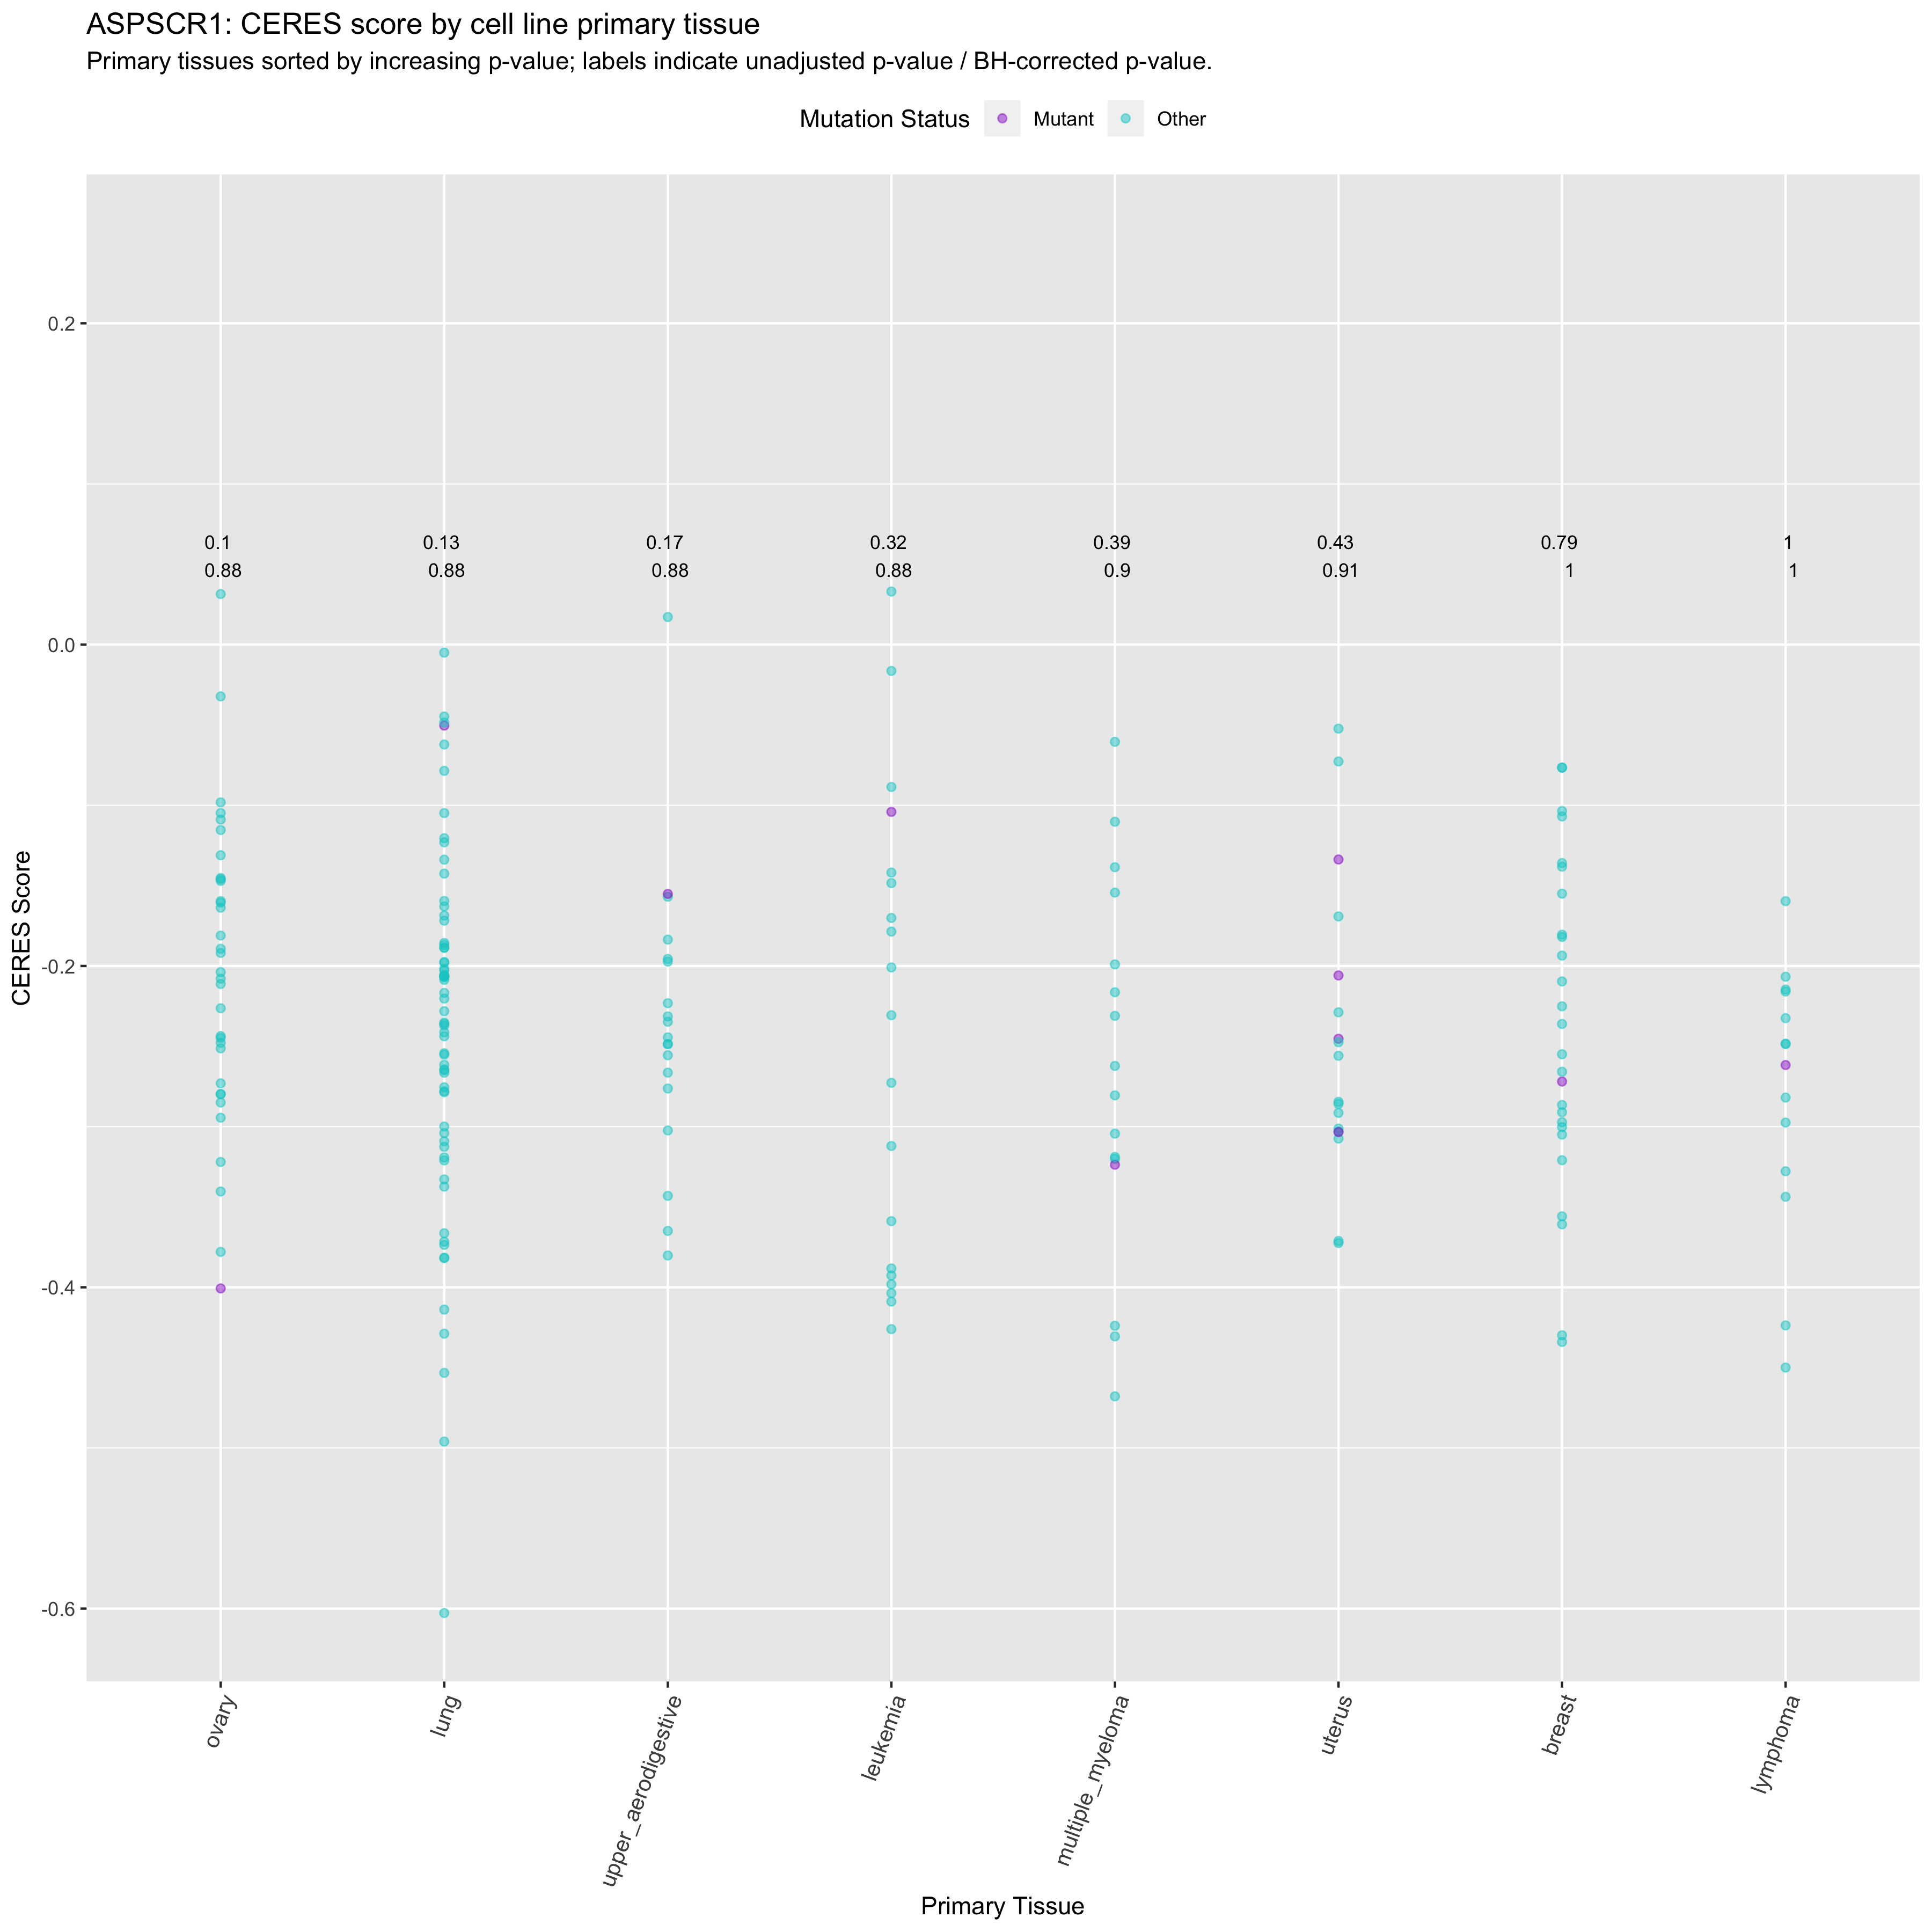 ASPSCR1: CERES score by cell line primary tissue
Primary tissues sorted by increasing p-value; labels indicate unadjusted p-value / BH-corrected p-value.
Mutation Status Mutant Other
0.2
0.1 0.13 0.17 0.32 0.39 0.43 0.79 1
0.88 0.88 0.88 0.88 0.9 0.91 1 1
0.0
CERES Score
-0.2
-0.4
-0.6
ovary lung upper_aerodigestive leukemia multiple_myeloma uterus breast lymphoma
Primary Tissue